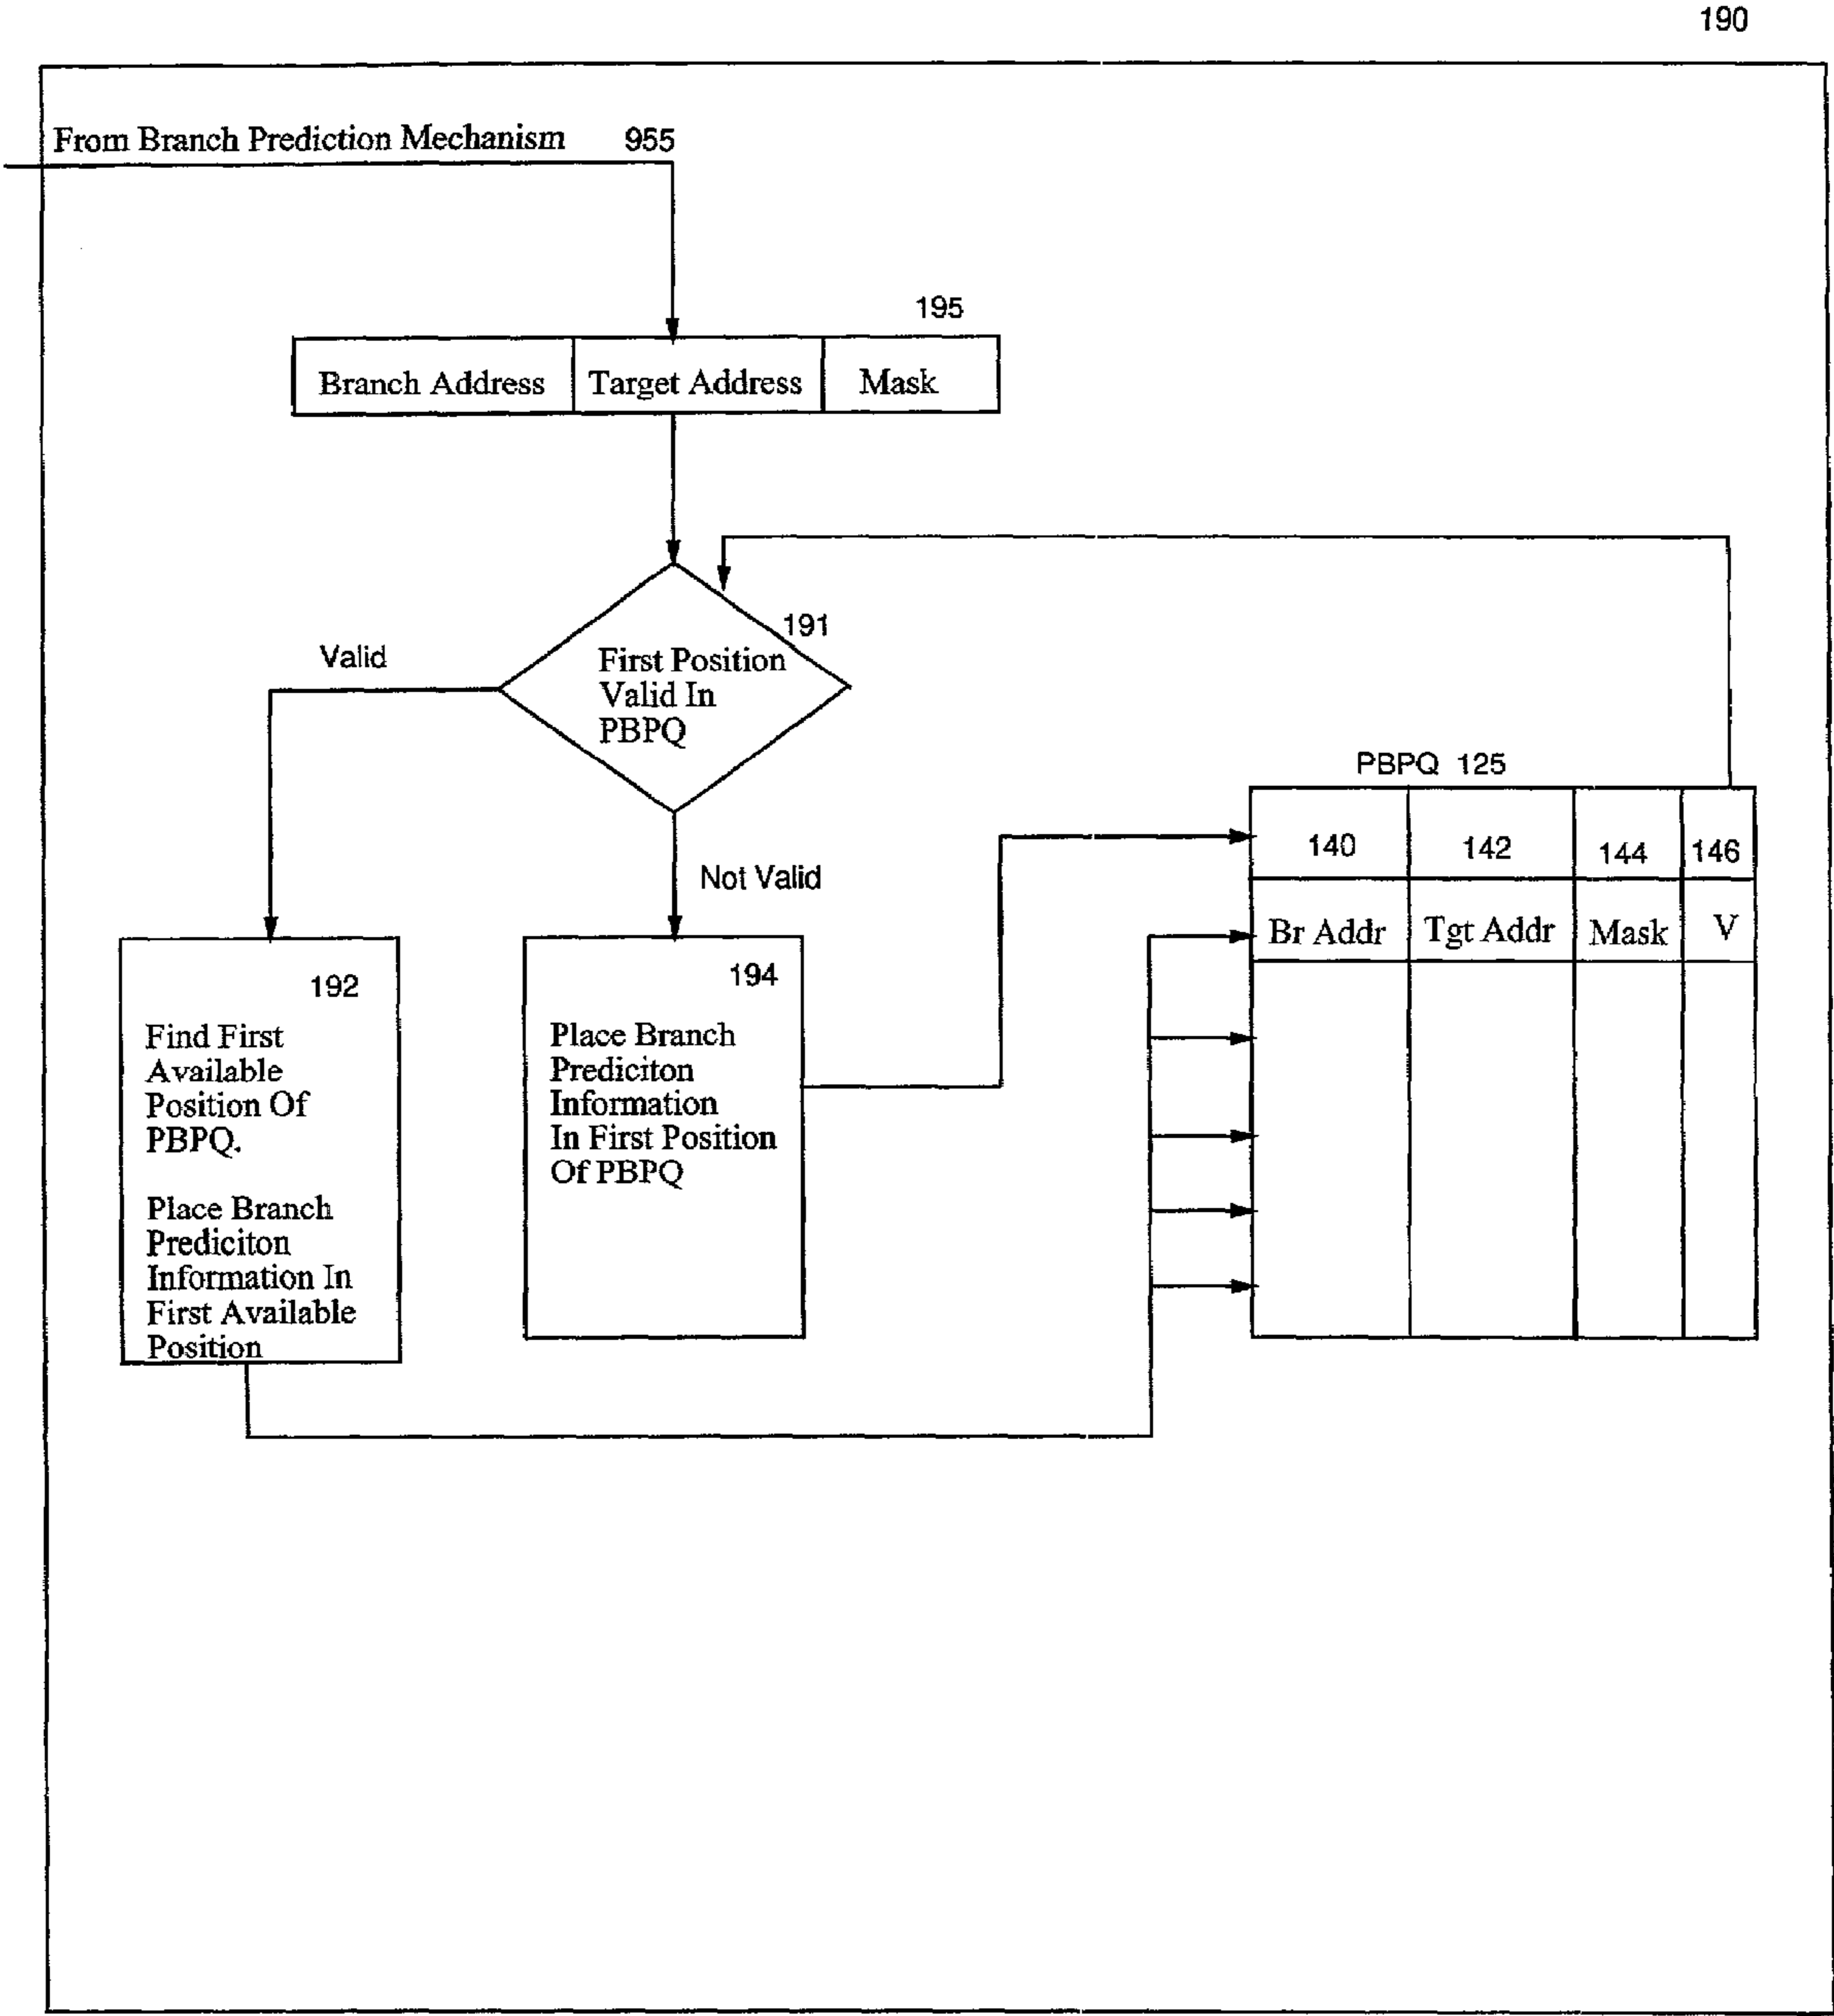 190
From Branch Prediction Mechanism 955
195
Branch Address Target Address Mask
191
Valid
First Position
Valid In
PBPQ
Not Valid
PBPQ 125
140 142 144 146
Br Addr Tgt Addr Mask V
192
Find First
Available
Position Of
PBPQ.
Place Branch
Prediciton
Information In
First Available
Position
194
Place Branch
Prediciton
Information
In First Position
Of PBPQ